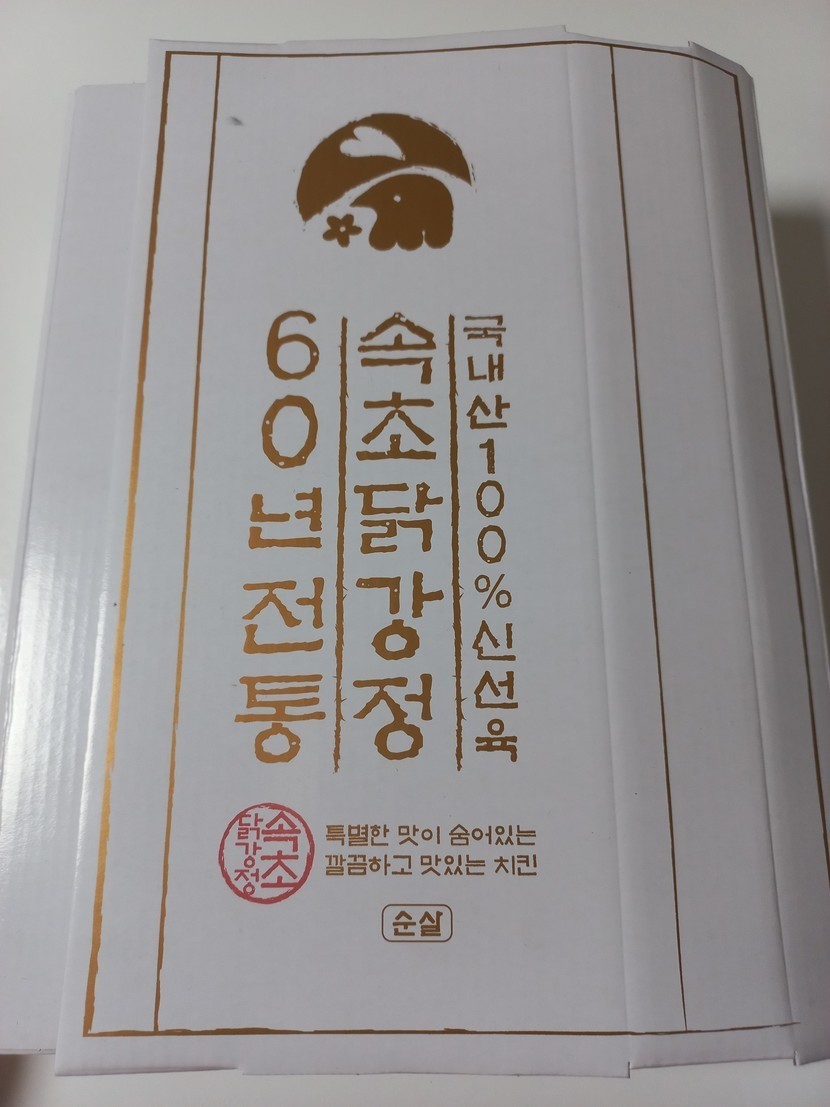 국내산100%신선육
속초닭강정
60년전통
속초
닭강정
특별한 맛이 숨어있는
깔끔하고 맛있는 치킨
순살